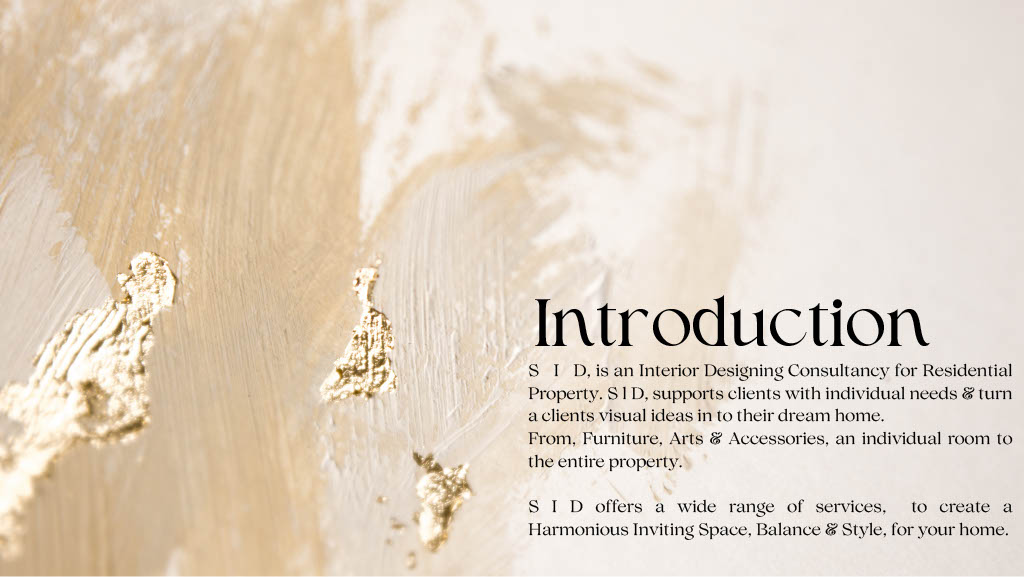 Introduction
S I D, is an Interior Designing Consultancy for Residential
Property. S I D, supports clients with individual needs & turn
a clients visual ideas in to their dream home.
From, Furniture, Arts & Accessories, an individual room to
the entire property.
S I D offers a wide range of services, to create a
Harmonious Inviting Space, Balance & Style, for your home.